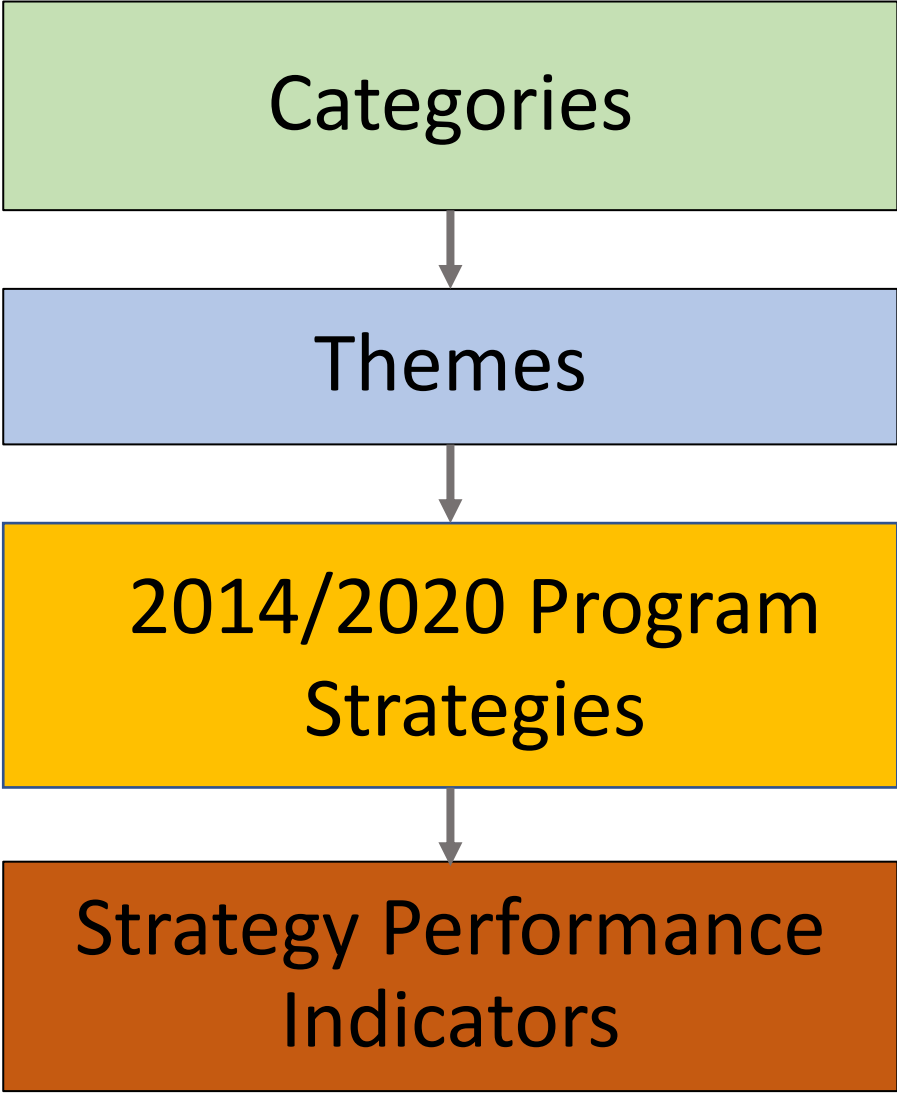 Categories
Themes
2014/2020 Program
Strategies
Strategy Performance
Indicators